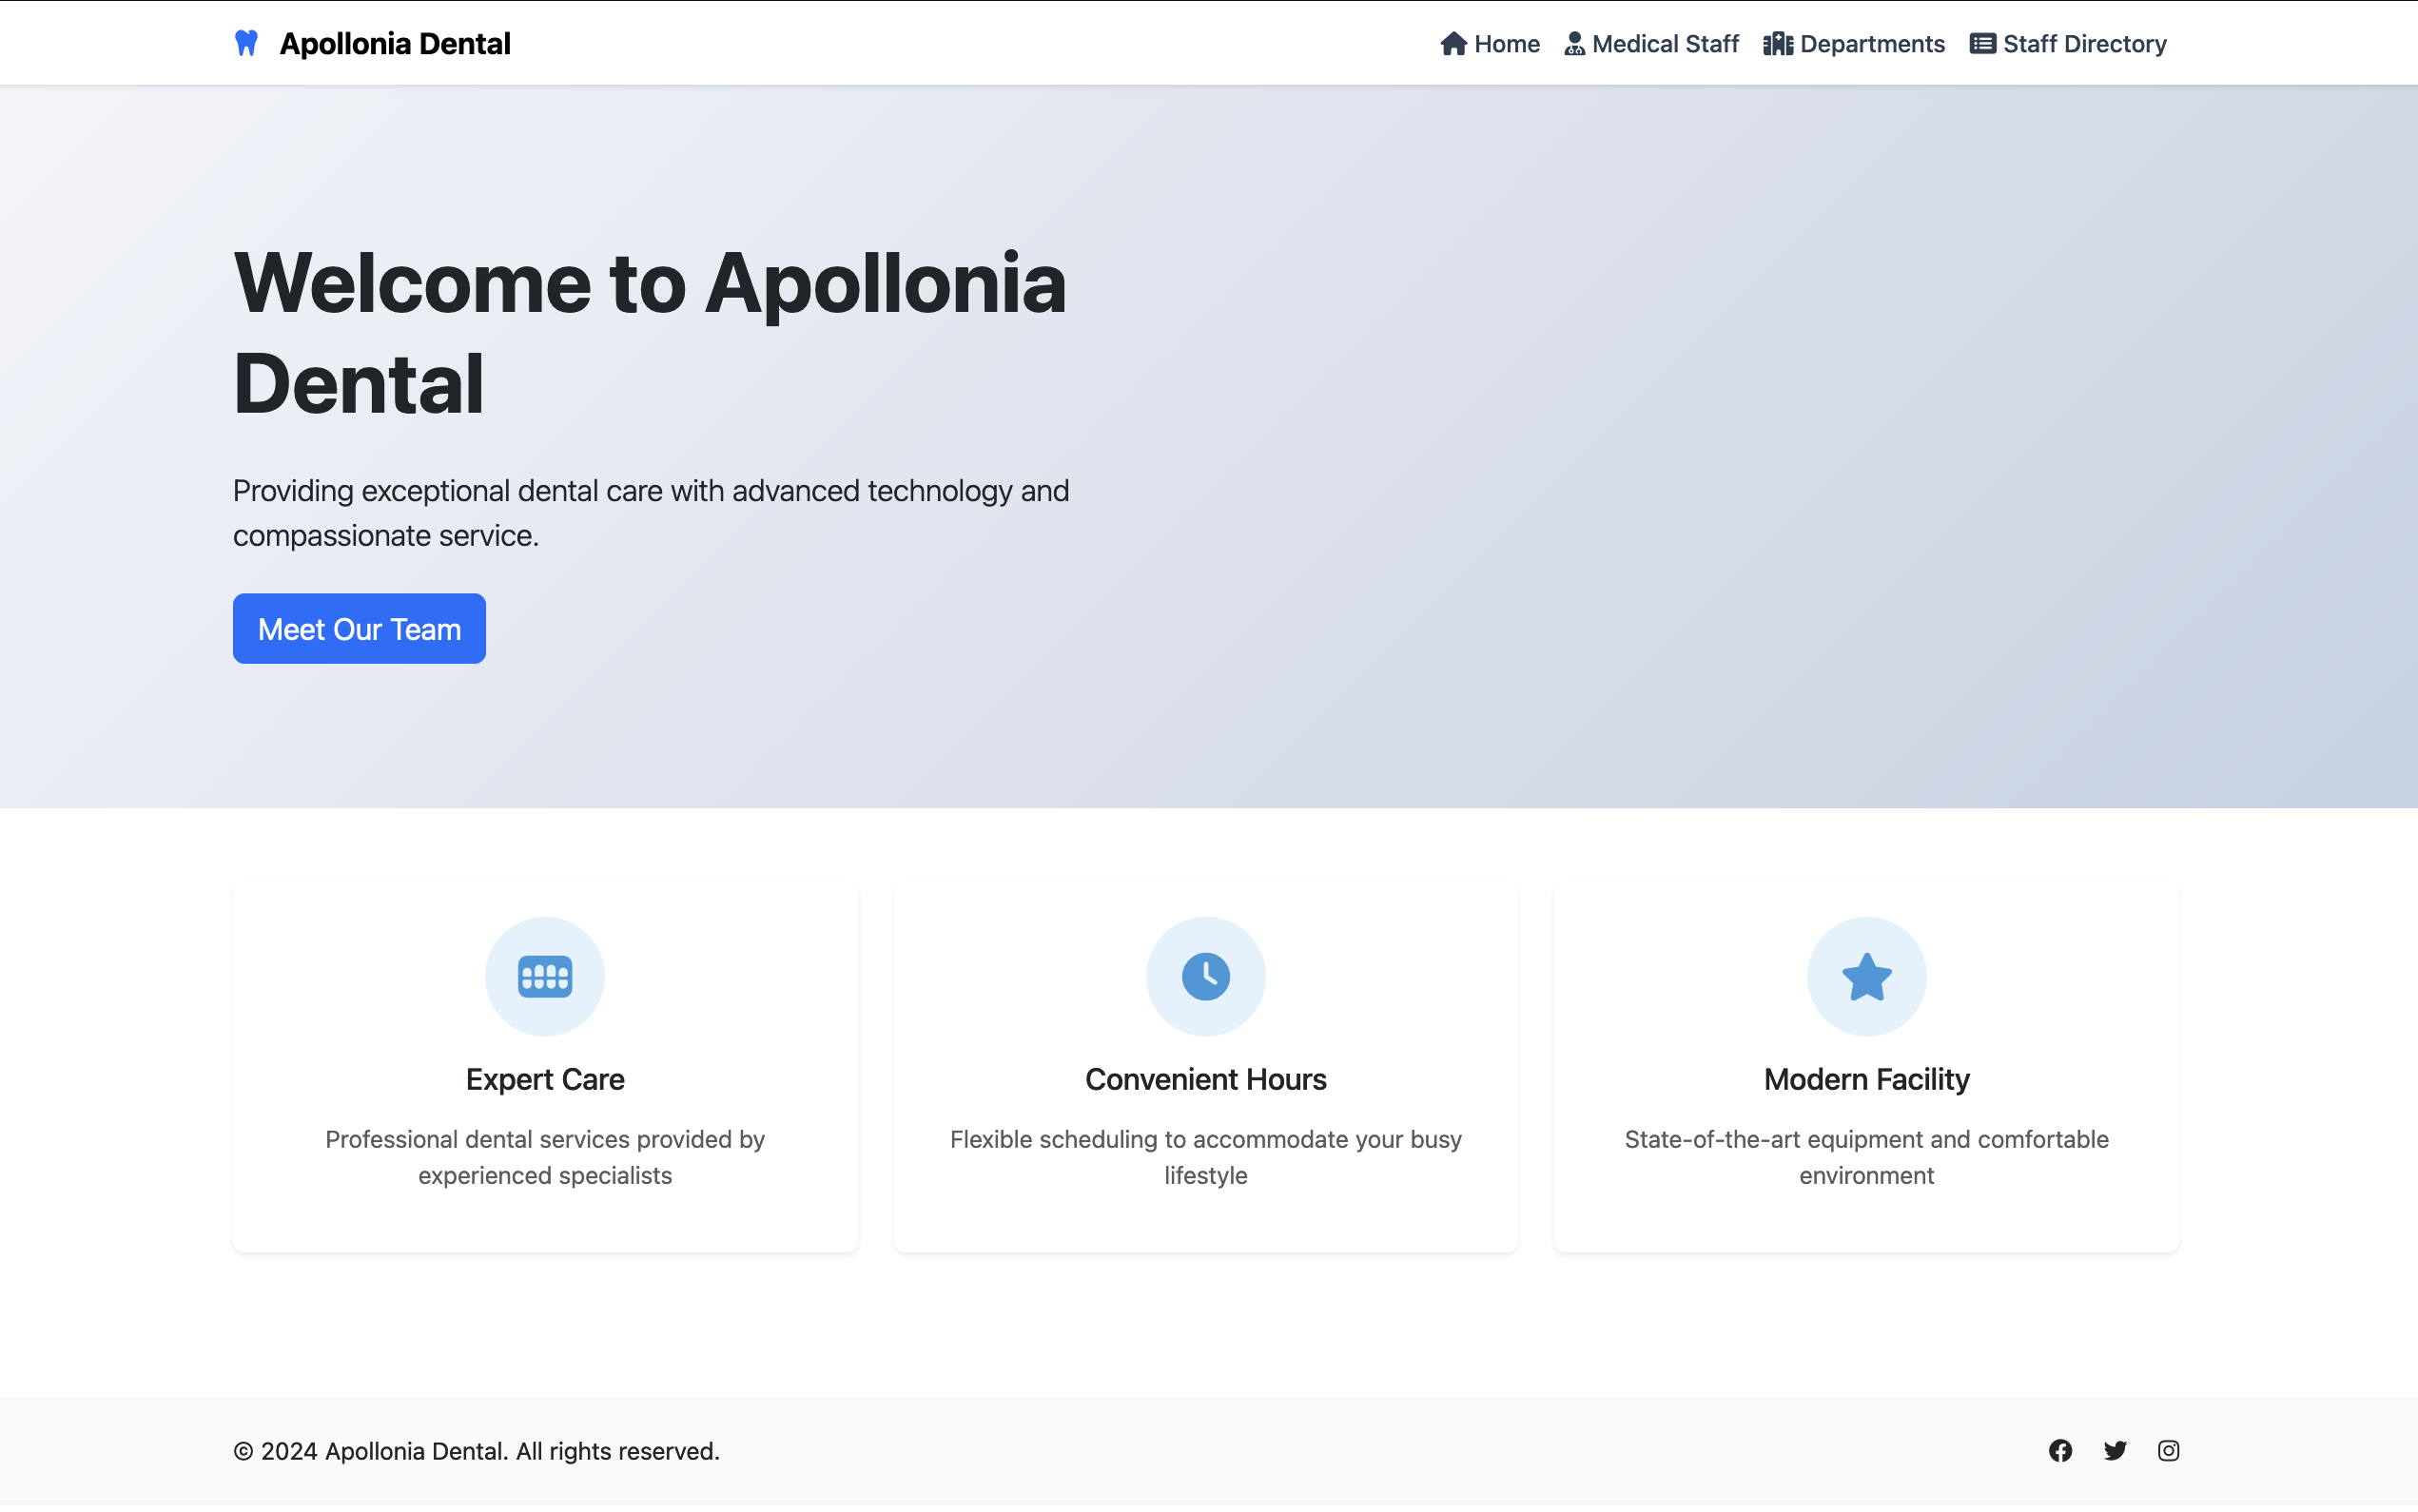 Apollonia Dental
Home Medical Staff Departments Staff Directory
Welcome to Apollonia
Dental
Providing exceptional dental care with advanced technology and
compassionate service.
Meet Our Team
Expert Care
Professional dental services provided by
experienced specialists
Convenient Hours
Flexible scheduling to accommodate your busy
lifestyle
Modern Facility
State-of-the-art equipment and comfortable
environment
© 2024 Apollonia Dental. All rights reserved.